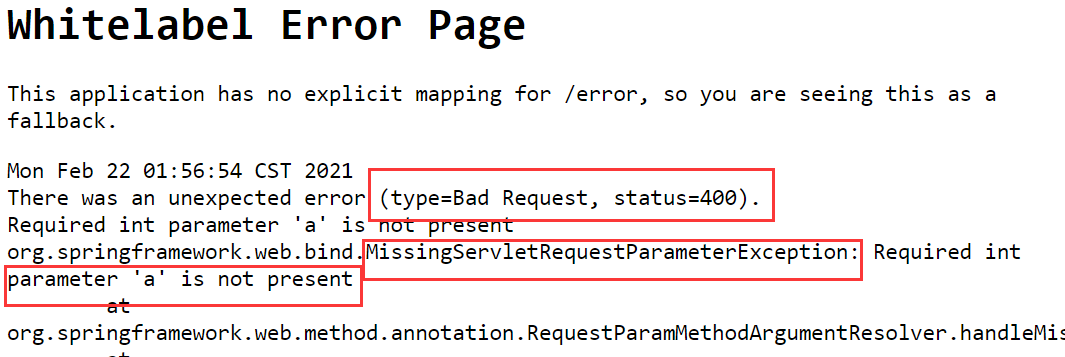 Whitelabel Error Page
This application has no explicit mapping for /error, so you are seeing this as a
fallback.
Mon Feb 22 01:56:54 CST 2021
There was an unexpected error (type=Bad Request, status=400).
Required int parameter 'a' is not present
org.springframework.web.bind.MissingServletRequestParameterException: Required int
parameter 'a' is not present
at
org.springframework.web.method.annotation.RequestParamMethodArgumentResolver.handleMis
at